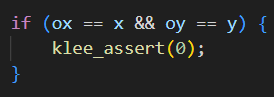 if (ox == x && oy == y) {
    klee_assert(0);
}